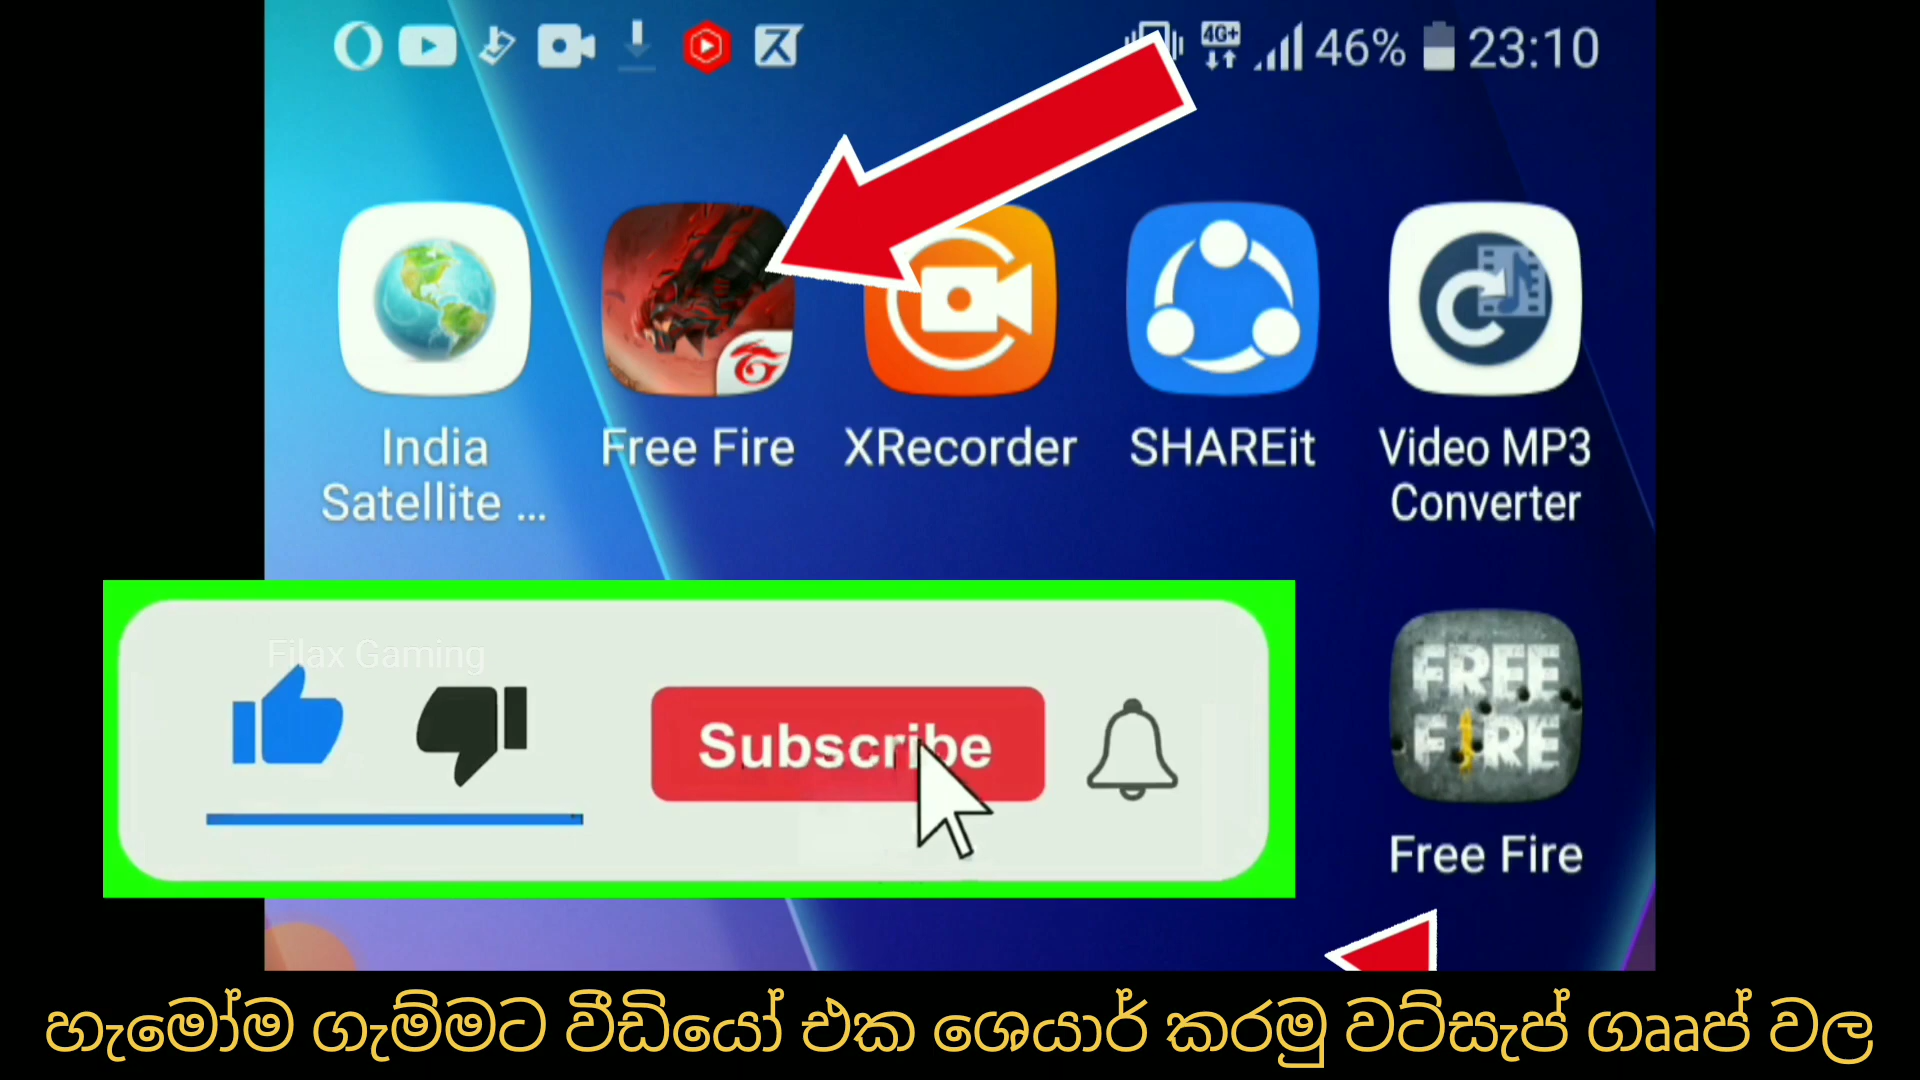 4G+ 46% 23:10
India Satellite ...
Free Fire
XRecorder
SHAREit
Video MP3 Converter
Filax Gaming
Subscribe
FREE FIRE
Free Fire
හැමෝම ගැම්මට වීඩියෝ එක ශෙයාර් කරමු වට්සැප් ගෲප් වල